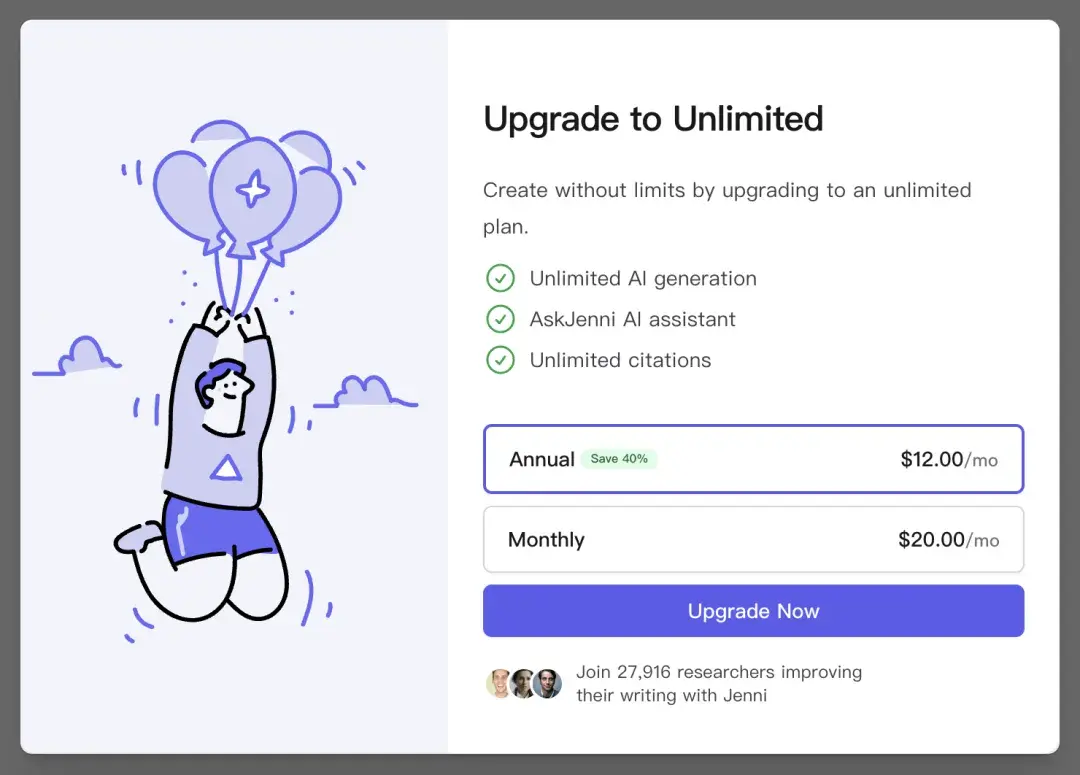 Upgrade to Unlimited
Create without limits by upgrading to an unlimited
plan.
Unlimited AI generation
AskJenni AI assistant
Unlimited citations
Annual Save 40% $12.00/mo
Monthly $20.00/mo
Upgrade Now
Join 27,916 researchers improving
their writing with Jenni